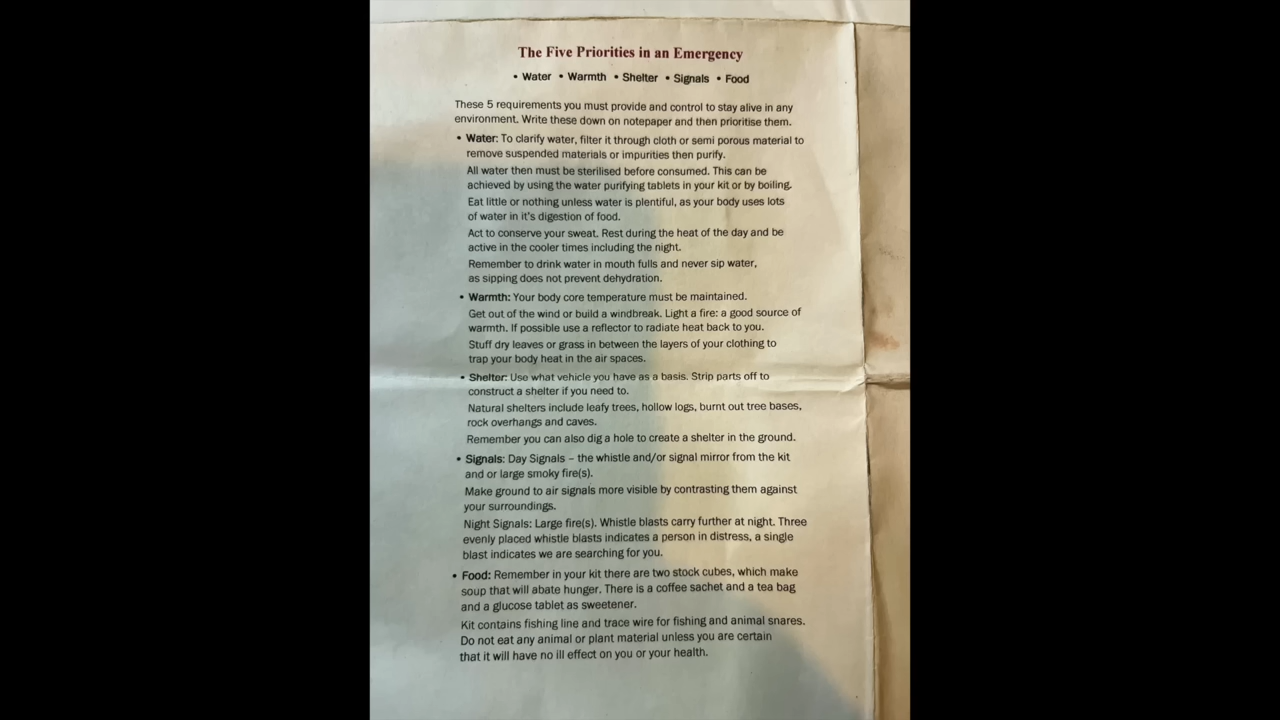 The Five Priorities in an Emergency
• Water • Warmth • Shelter • Signals • Food
These 5 requirements you must provide and control to stay alive in any
environment. Write these down on notepaper and then prioritise them.
• Water: To clarify water, filter it through cloth or semi porous material to
remove suspended materials or impurities then purify.
All water then must be sterilised before consumed. This can be
achieved by using the water purifying tablets in your kit or by boiling.
Eat little or nothing unless water is plentiful, as your body uses lots
of water in it's digestion of food.
Act to conserve your sweat. Rest during the heat of the day and be
active in the cooler times including the night.
Remember to drink water in mouth fulls and never sip water,
as sipping does not prevent dehydration.
• Warmth: Your body core temperature must be maintained.
Get out of the wind or build a windbreak. Light a fire: a good source of
warmth. If possible use a reflector to radiate heat back to you.
Stuff dry leaves or grass in between the layers of your clothing to
trap your body heat in the air spaces.
• Shelter: Use what vehicle you have as a basis. Strip parts off to
construct a shelter if you need to.
Natural shelters include leafy trees, hollow logs, burnt out tree bases,
rock overhangs and caves.
Remember you can also dig a hole to create a shelter in the ground.
• Signals: Day Signals – the whistle and/or signal mirror from the kit
and or large smoky fire(s).
Make ground to air signals more visible by contrasting them against
your surroundings.
Night Signals: Large fire(s). Whistle blasts carry further at night. Three
evenly placed whistle blasts indicates a person in distress, a single
blast indicates we are searching for you.
• Food: Remember in your kit there are two stock cubes, which make
soup that will abate hunger. There is a coffee sachet and a tea bag
and a glucose tablet as sweetener.
Kit contains fishing line and trace wire for fishing and animal snares.
Do not eat any animal or plant material unless you are certain
that it will have no ill effect on you or your health.